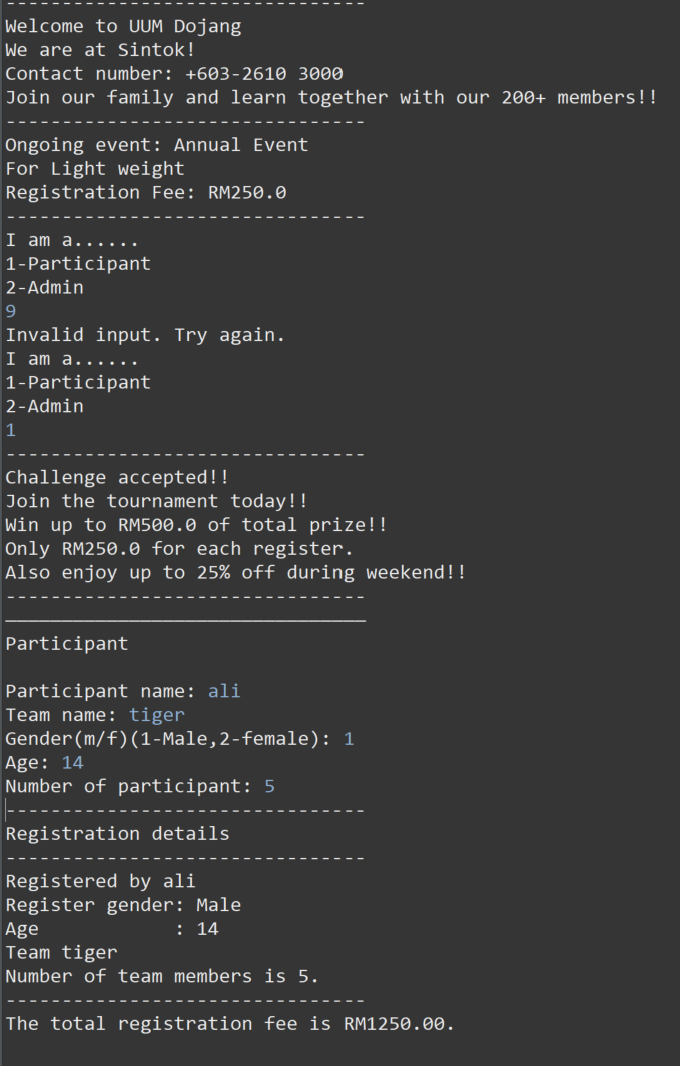 --------------------------------
Welcome to UUM Dojang
We are at Sintok!
Contact number: +603-2610 3000
Join our family and learn together with our 200+ members!!
--------------------------------
Ongoing event: Annual Event
For Light weight
Registration Fee: RM250.0
--------------------------------
I am a......
1-Participant
2-Admin
9
Invalid input. Try again.
I am a......
1-Participant
2-Admin
1
--------------------------------
Challenge accepted!!
Join the tournament today!!
Win up to RM500.0 of total prize!!
Only RM250.0 for each register.
Also enjoy up to 25% off during weekend!!
--------------------------------
________________________________
Participant
Participant name: ali
Team name: tiger
Gender(m/f)(1-Male,2-female): 1
Age: 14
Number of participant: 5
--------------------------------
Registration details
--------------------------------
Registered by ali
Register gender: Male
Age            : 14
Team tiger
Number of team members is 5.
--------------------------------
The total registration fee is RM1250.00.